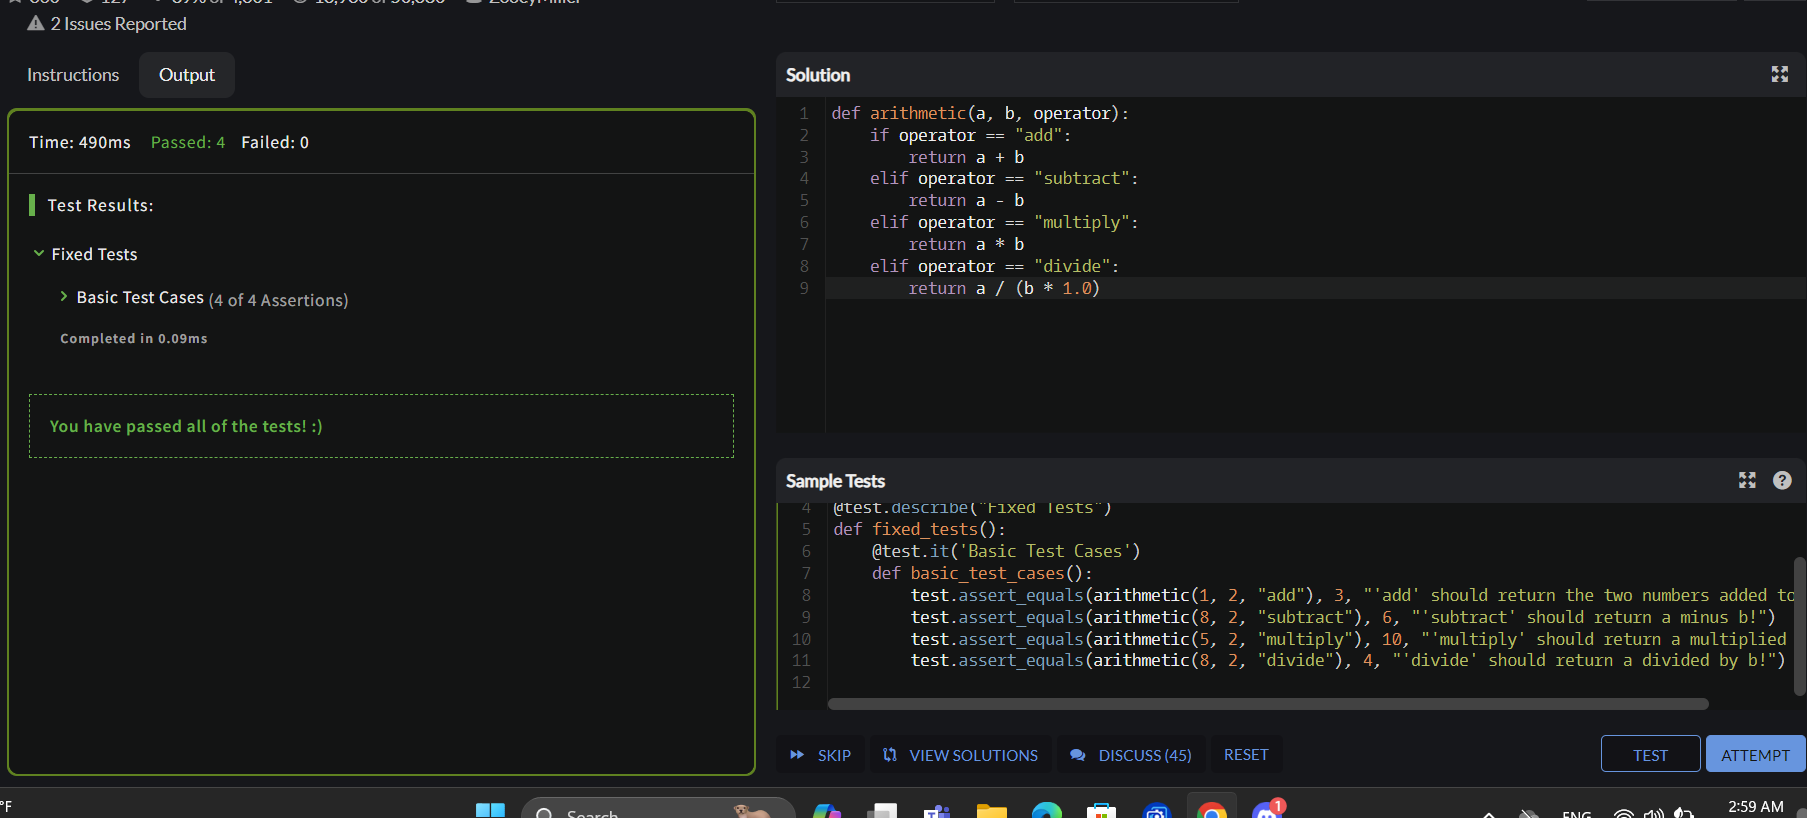 2 Issues Reported
Instructions
Output
Time: 490ms Passed: 4 Failed: 0
Test Results:
Fixed Tests
Basic Test Cases (4 of 4 Assertions)
Completed in 0.09ms
You have passed all of the tests! :)
Solution
1 def arithmetic(a, b, operator):
2     if operator == "add":
3         return a + b
4     elif operator == "subtract":
5         return a - b
6     elif operator == "multiply":
7         return a * b
8     elif operator == "divide":
9         return a / (b * 1.0)
Sample Tests
4 @test.describe("Fixed Tests")
5 def fixed_tests():
6     @test.it('Basic Test Cases')
7     def basic_test_cases():
8         test.assert_equals(arithmetic(1, 2, "add"), 3, "'add' should return the two numbers added to
9         test.assert_equals(arithmetic(8, 2, "subtract"), 6, "'subtract' should return a minus b!")
10         test.assert_equals(arithmetic(5, 2, "multiply"), 10, "'multiply' should return a multiplied
11         test.assert_equals(arithmetic(8, 2, "divide"), 4, "'divide' should return a divided by b!")
12
SKIP
VIEW SOLUTIONS
DISCUSS (45)
RESET
TEST
ATTEMPT
°F
Search
1
ENG
2:59 AM